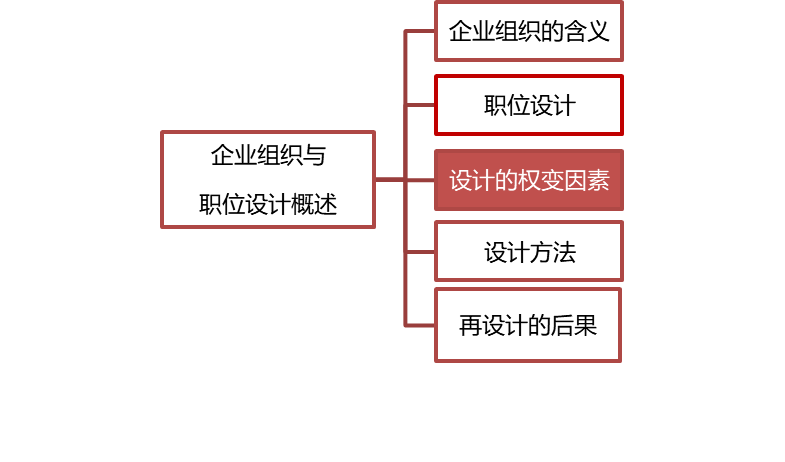 企业组织的含义
职位设计
企业组织与
职位设计概述
设计的权变因素
设计方法
再设计的后果